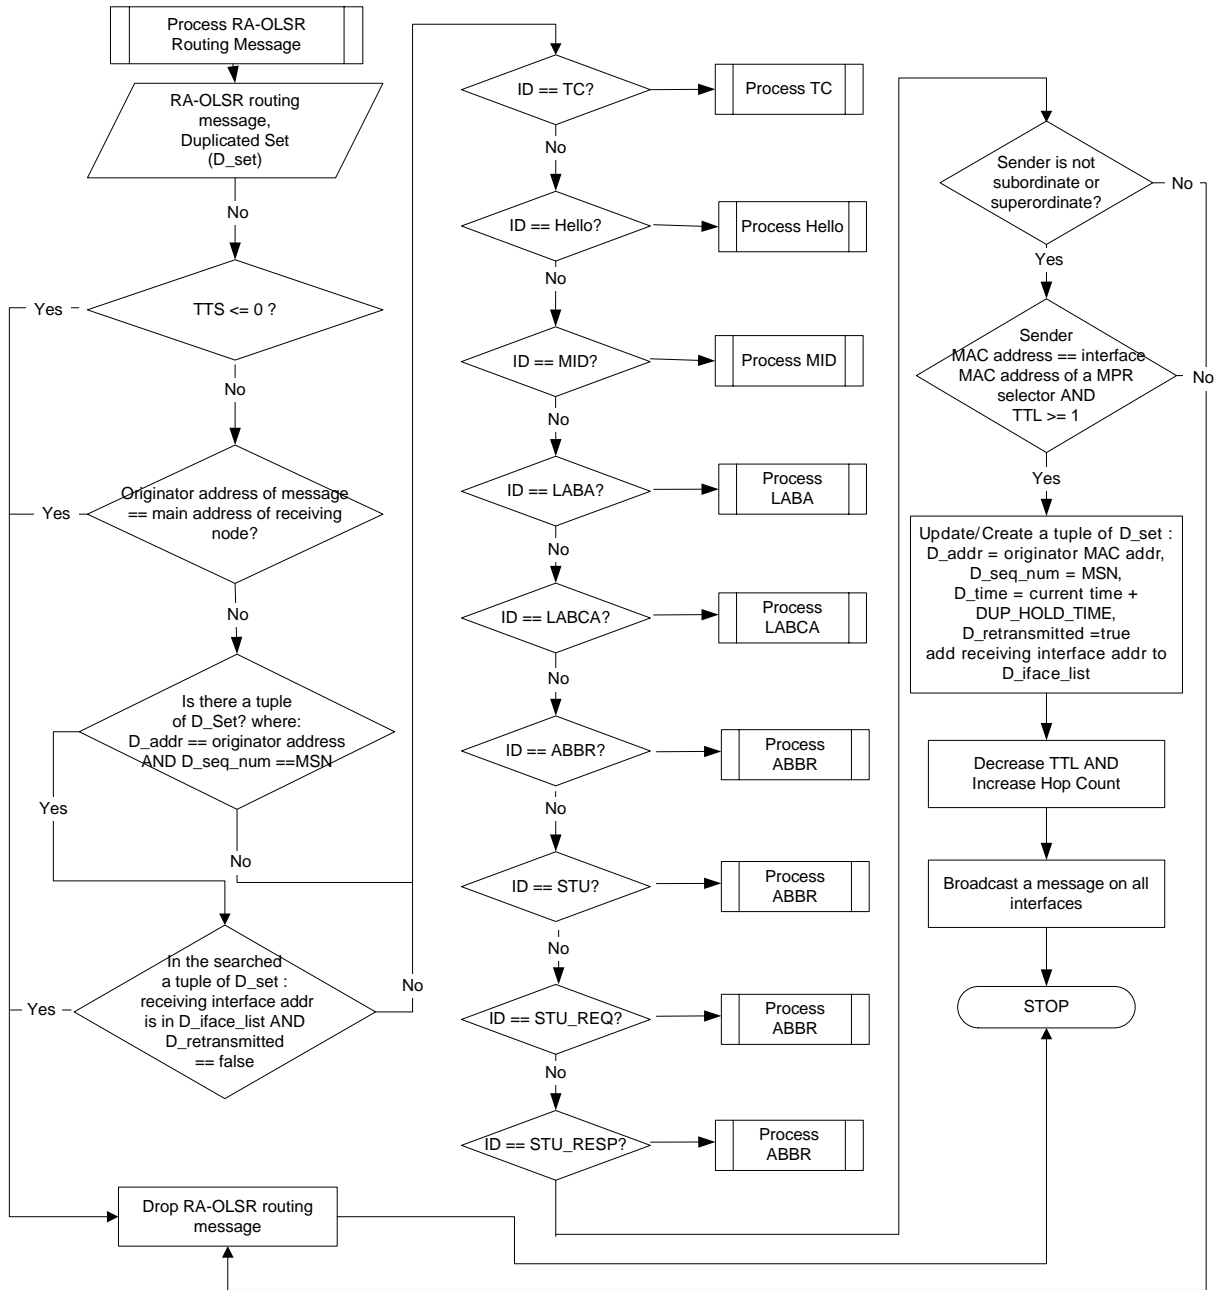 Process RA-OLSR
Routing Message
RA-OLSR routing
message,
Duplicated Set
(D_set)
No
TTS <= 0 ?
Yes
No
Originator address of message
== main address of receiving
node?
Yes
No
Is there a tuple
of D_Set? where:
D_addr == originator address
AND D_seq_num ==MSN
Yes
No
In the searched
a tuple of D_set :
receiving interface addr
is in D_iface_list AND
D_retransmitted
== false
Yes
No
Drop RA-OLSR routing
message
ID == TC?
Process TC
No
ID == Hello?
Process Hello
No
ID == MID?
Process MID
No
ID == LABA?
Process
LABA
No
ID == LABCA?
Process
LABCA
No
ID == ABBR?
Process
ABBR
No
ID == STU?
Process
ABBR
No
ID == STU_REQ?
Process
ABBR
No
ID == STU_RESP?
Process
ABBR
Sender is not
subordinate or
superordinate?
No
Yes
Sender
MAC address == interface
MAC address of a MPR
selector AND
TTL >= 1
No
Yes
Update/Create a tuple of D_set :
D_addr = originator MAC addr,
D_seq_num = MSN,
D_time = current time +
DUP_HOLD_TIME,
D_retransmitted =true
add receiving interface addr to
D_iface_list
Decrease TTL AND
Increase Hop Count
Broadcast a message on all
interfaces
STOP